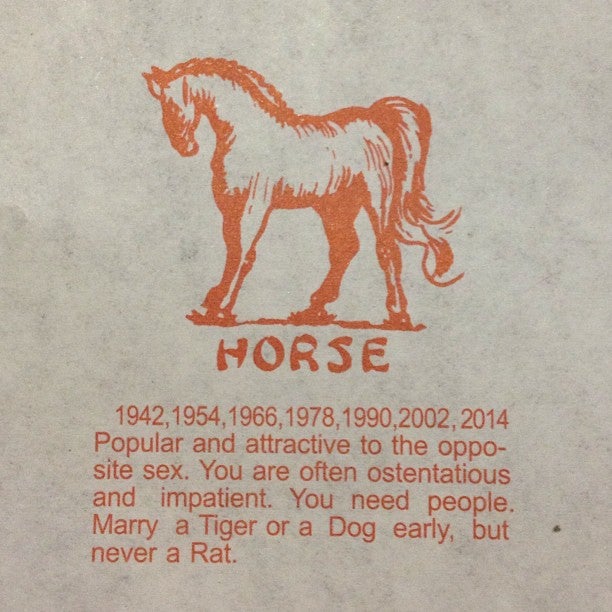 HORSE
1942,1954,1966,1978,1990,2002,2014
Popular and attractive to the oppo-
site sex. You are often ostentatious
and impatient. You need people.
Marry a Tiger or a Dog early, but
never a Rat.